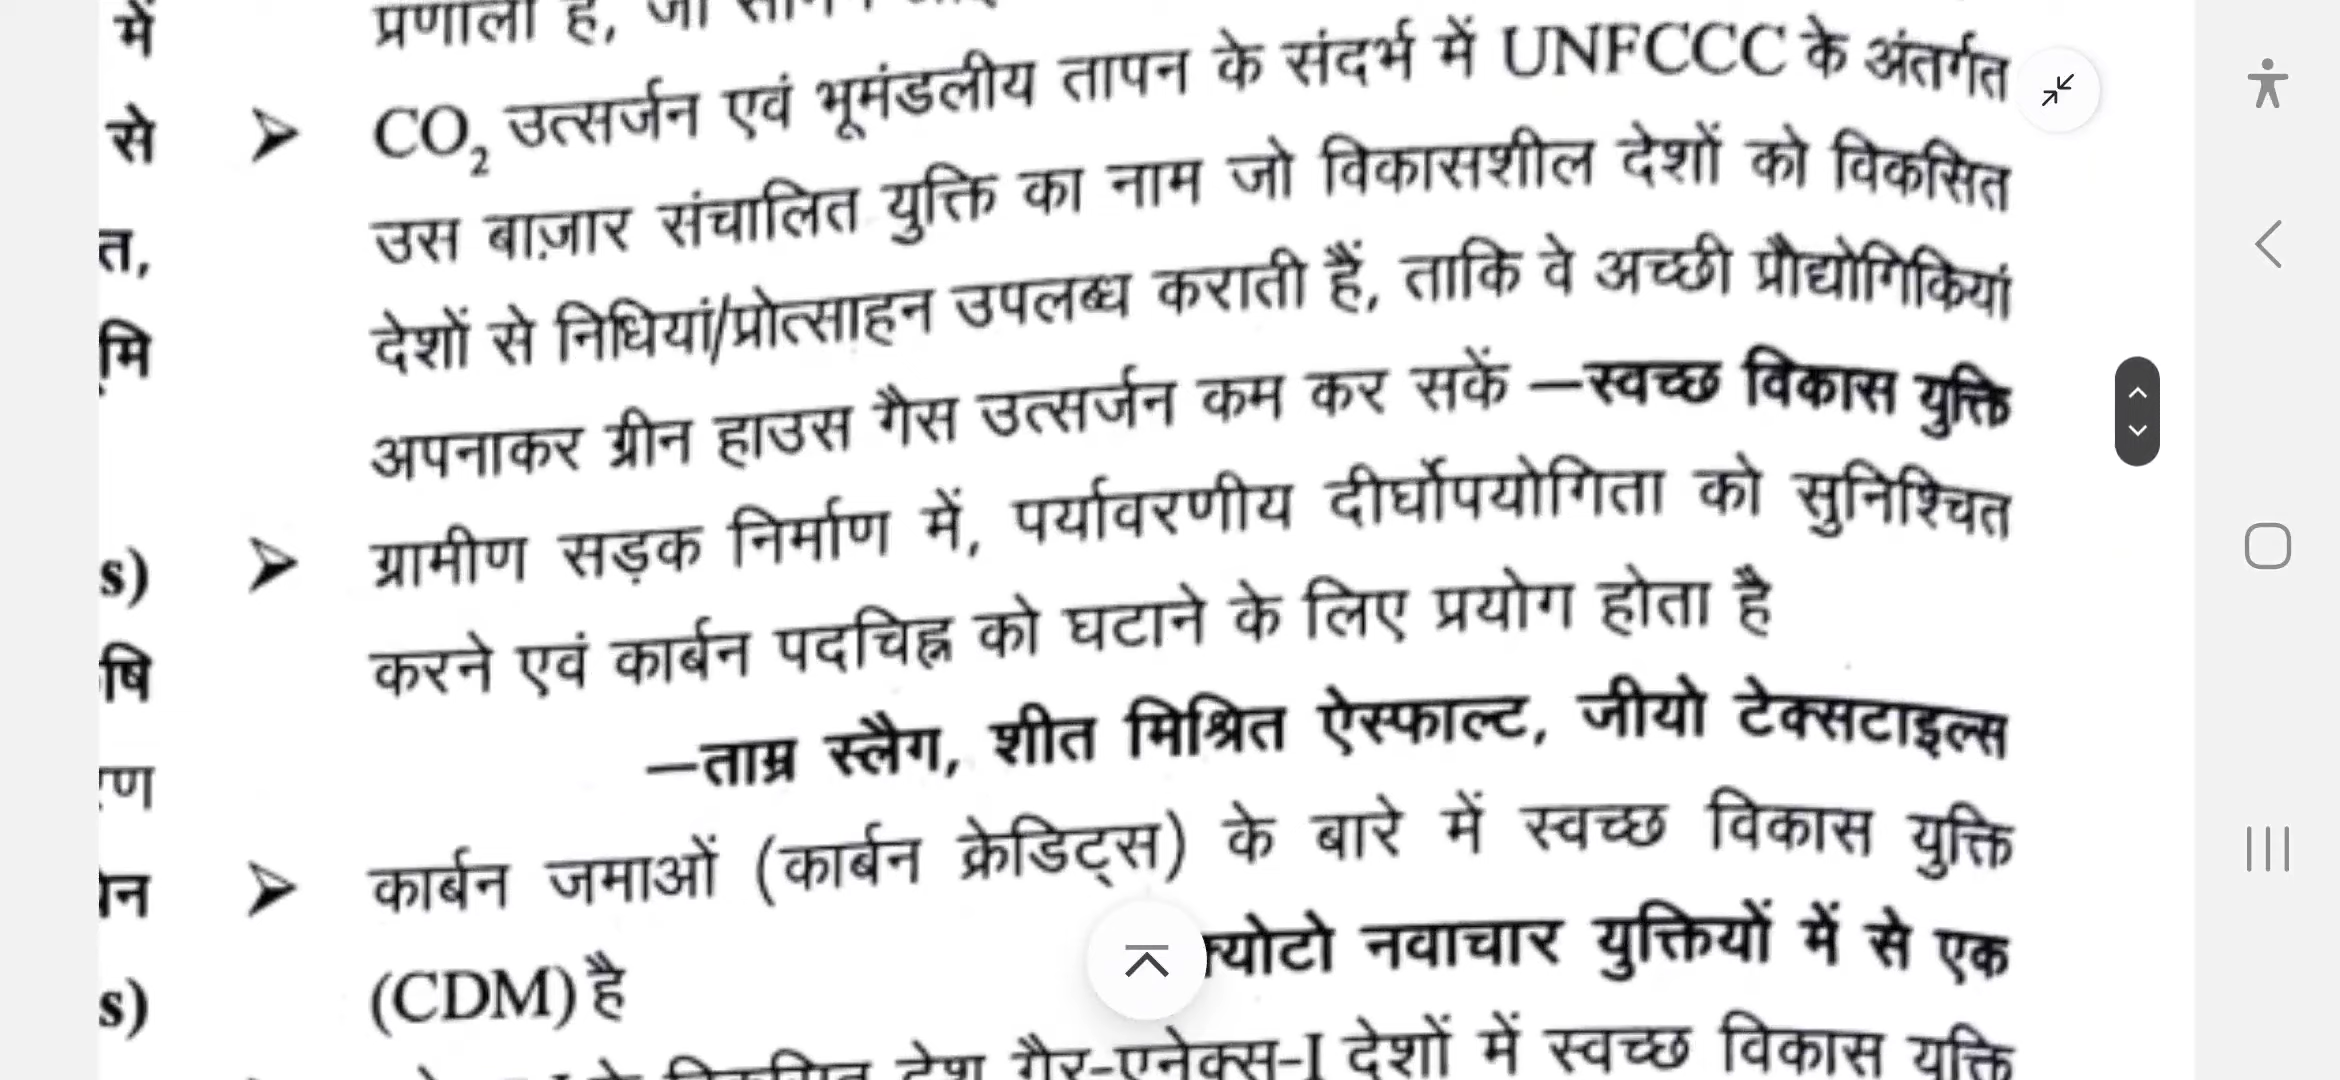 में
से
त,
मि
s)
षि
रण
s)
प्रणाली है, जो
CO₂ उत्सर्जन एवं भूमंडलीय तापन के संदर्भ में UNFCCC के अंतर्गत
उस बाज़ार संचालित युक्ति का नाम जो विकासशील देशों को विकसित
देशों से निधियां/प्रोत्साहन उपलब्ध कराती हैं, ताकि वे अच्छी प्रौद्योगिकियां
अपनाकर ग्रीन हाउस गैस उत्सर्जन कम कर सकें –स्वच्छ विकास युक्ति
ग्रामीण सड़क निर्माण में, पर्यावरणीय दीर्घोपयोगिता को सुनिश्चित
करने एवं कार्बन पदचिह्न को घटाने के लिए प्रयोग होता है
–ताम्र स्लैग, शीत मिश्रित ऐस्फाल्ट, जीयो टेक्सटाइल्स
कार्बन जमाओं (कार्बन क्रेडिट्स) के बारे में स्वच्छ विकास युक्ति
(CDM) है क्योटो नवाचार युक्तियों में से एक
देश गैर-एनेक्स-I देशों में स्वच्छ विकास युक्ति